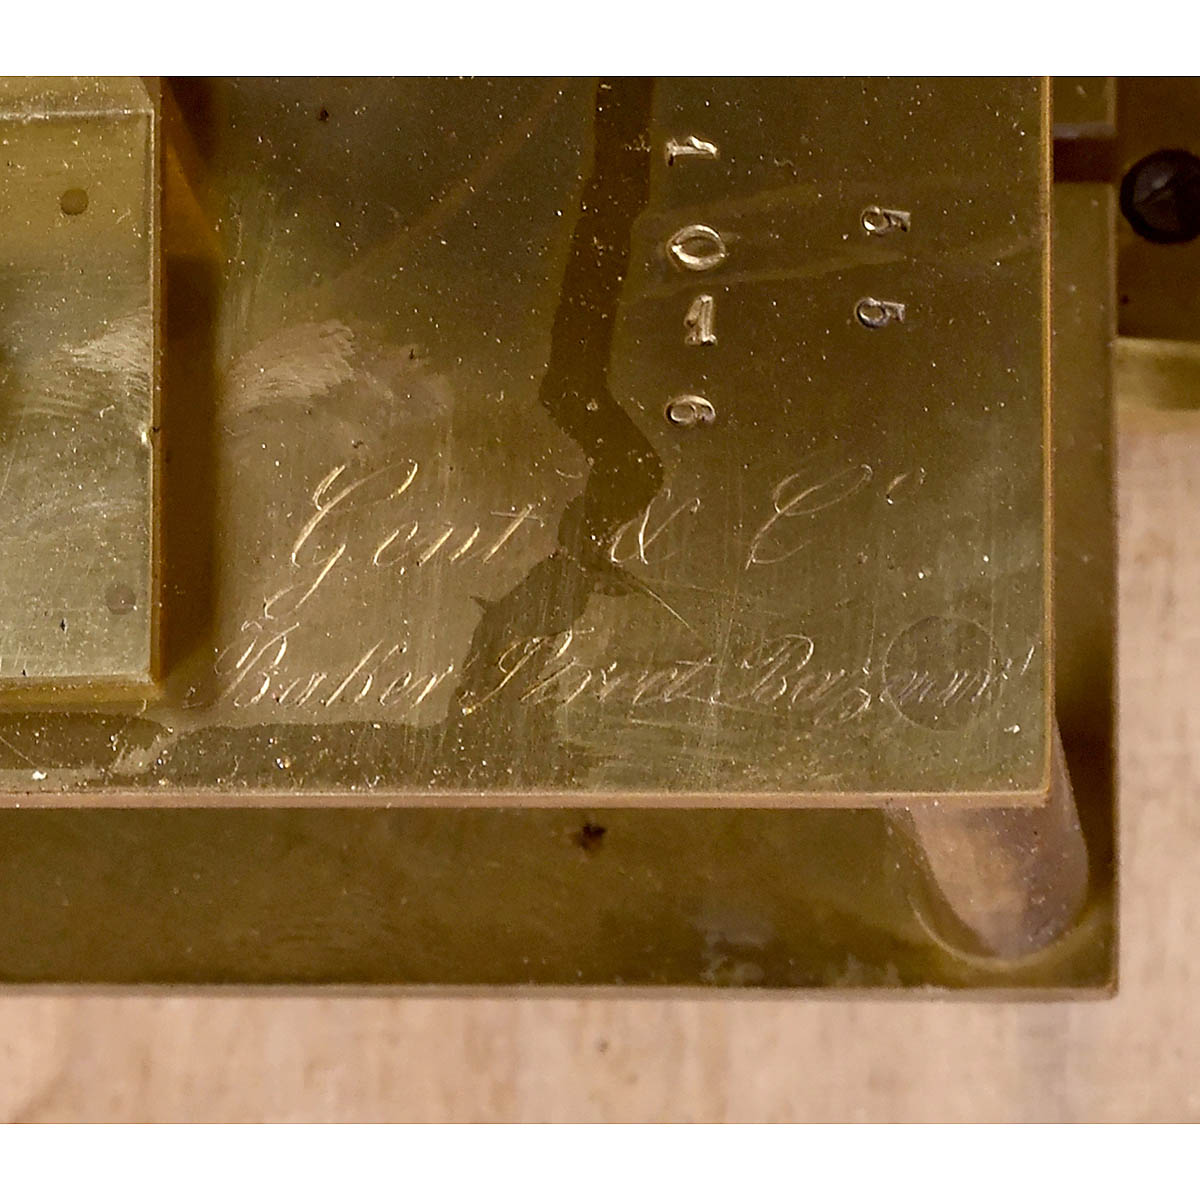 1016
55
Gent & Co
Baker Street Bazaar